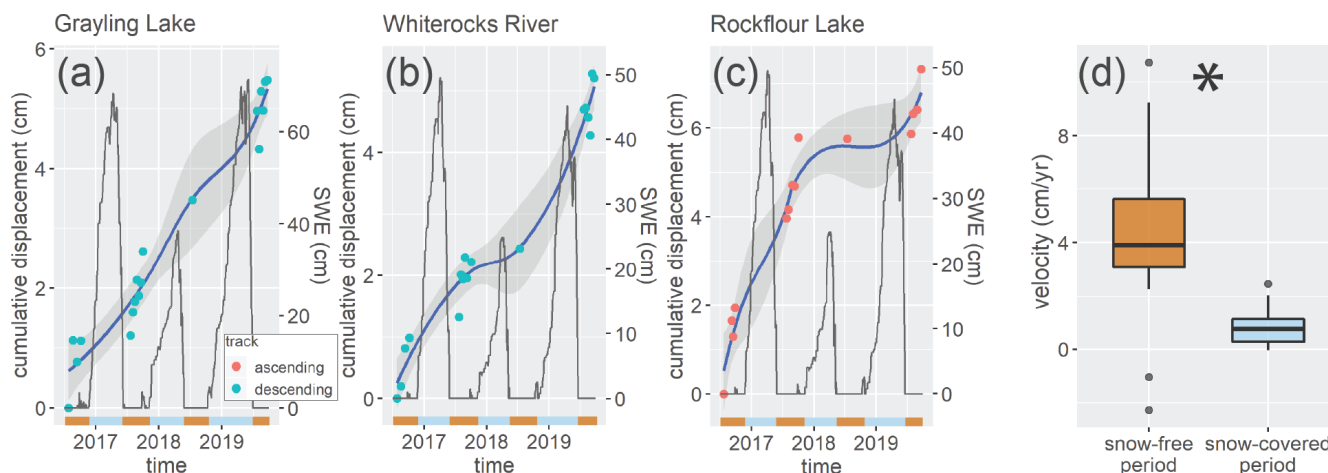 Grayling Lake
Whiterocks River
Rockflour Lake
(a)
(b)
(c)
(d)
*
cumulative displacement (cm)
6
4
2
0
SWE (cm)
60
40
20
0
track
ascending
descending
2017
2018
2019
time
cumulative displacement (cm)
4
2
0
SWE (cm)
50
40
30
20
10
0
2017
2018
2019
time
cumulative displacement (cm)
6
4
2
0
SWE (cm)
50
40
30
20
10
0
2017
2018
2019
time
velocity (cm/yr)
8
4
0
snow-free
period
snow-covered
period